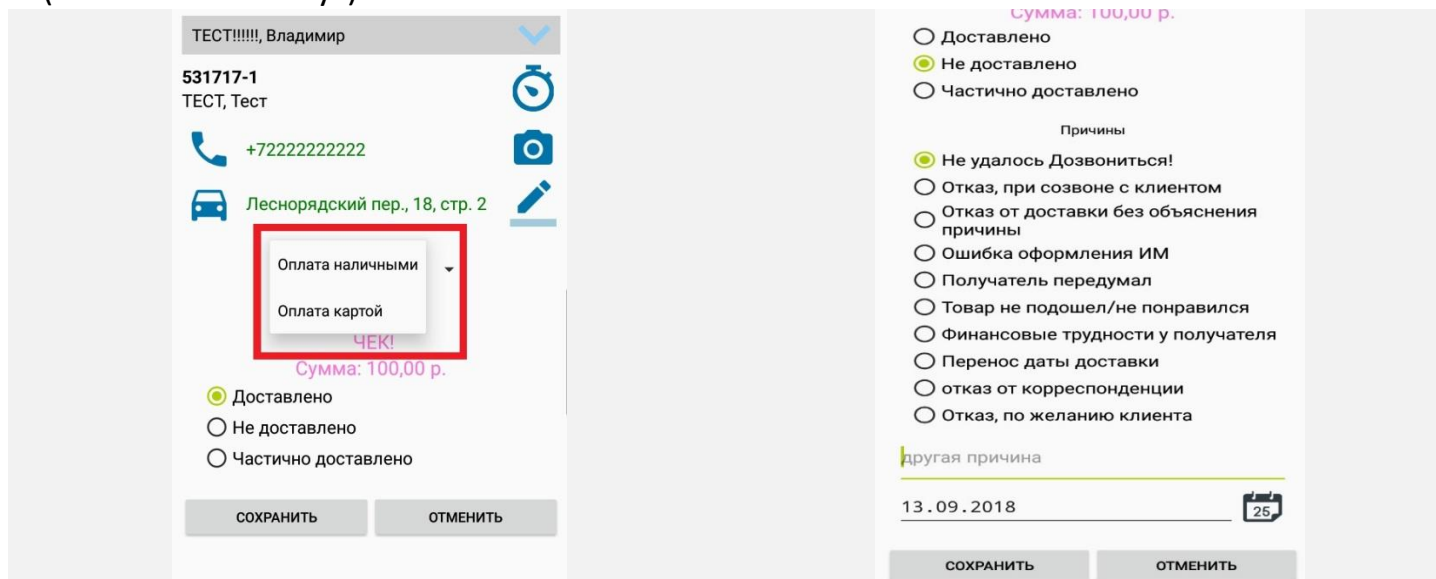 ТЕСТ!!!!!!, Владимир
531717-1
ТЕСТ, Тест
+72222222222
Леснорядский пер., 18, стр. 2
Оплата наличными
Оплата картой
ЧЕК!
Сумма: 100,00 р.
Доставлено
Не доставлено
Частично доставлено
СОХРАНИТЬ ОТМЕНИТЬ
Сумма: 100,00 р.
Доставлено
Не доставлено
Частично доставлено
Причины
Не удалось Дозвониться!
Отказ, при созвоне с клиентом
Отказ от доставки без объяснения
причины
Ошибка оформления ИМ
Получатель передумал
Товар не подошел/не понравился
Финансовые трудности у получателя
Перенос даты доставки
отказ от корреспонденции
Отказ, по желанию клиента
другая причина
13.09.2018
25
СОХРАНИТЬ ОТМЕНИТЬ